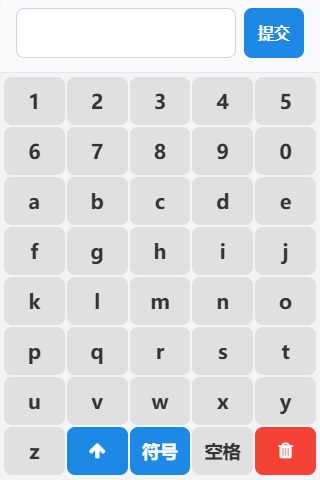 提交
1 2 3 4 5
6 7 8 9 0
a b c d e
f g h i j
k l m n o
p q r s t
u v w x y
z 符号 空格